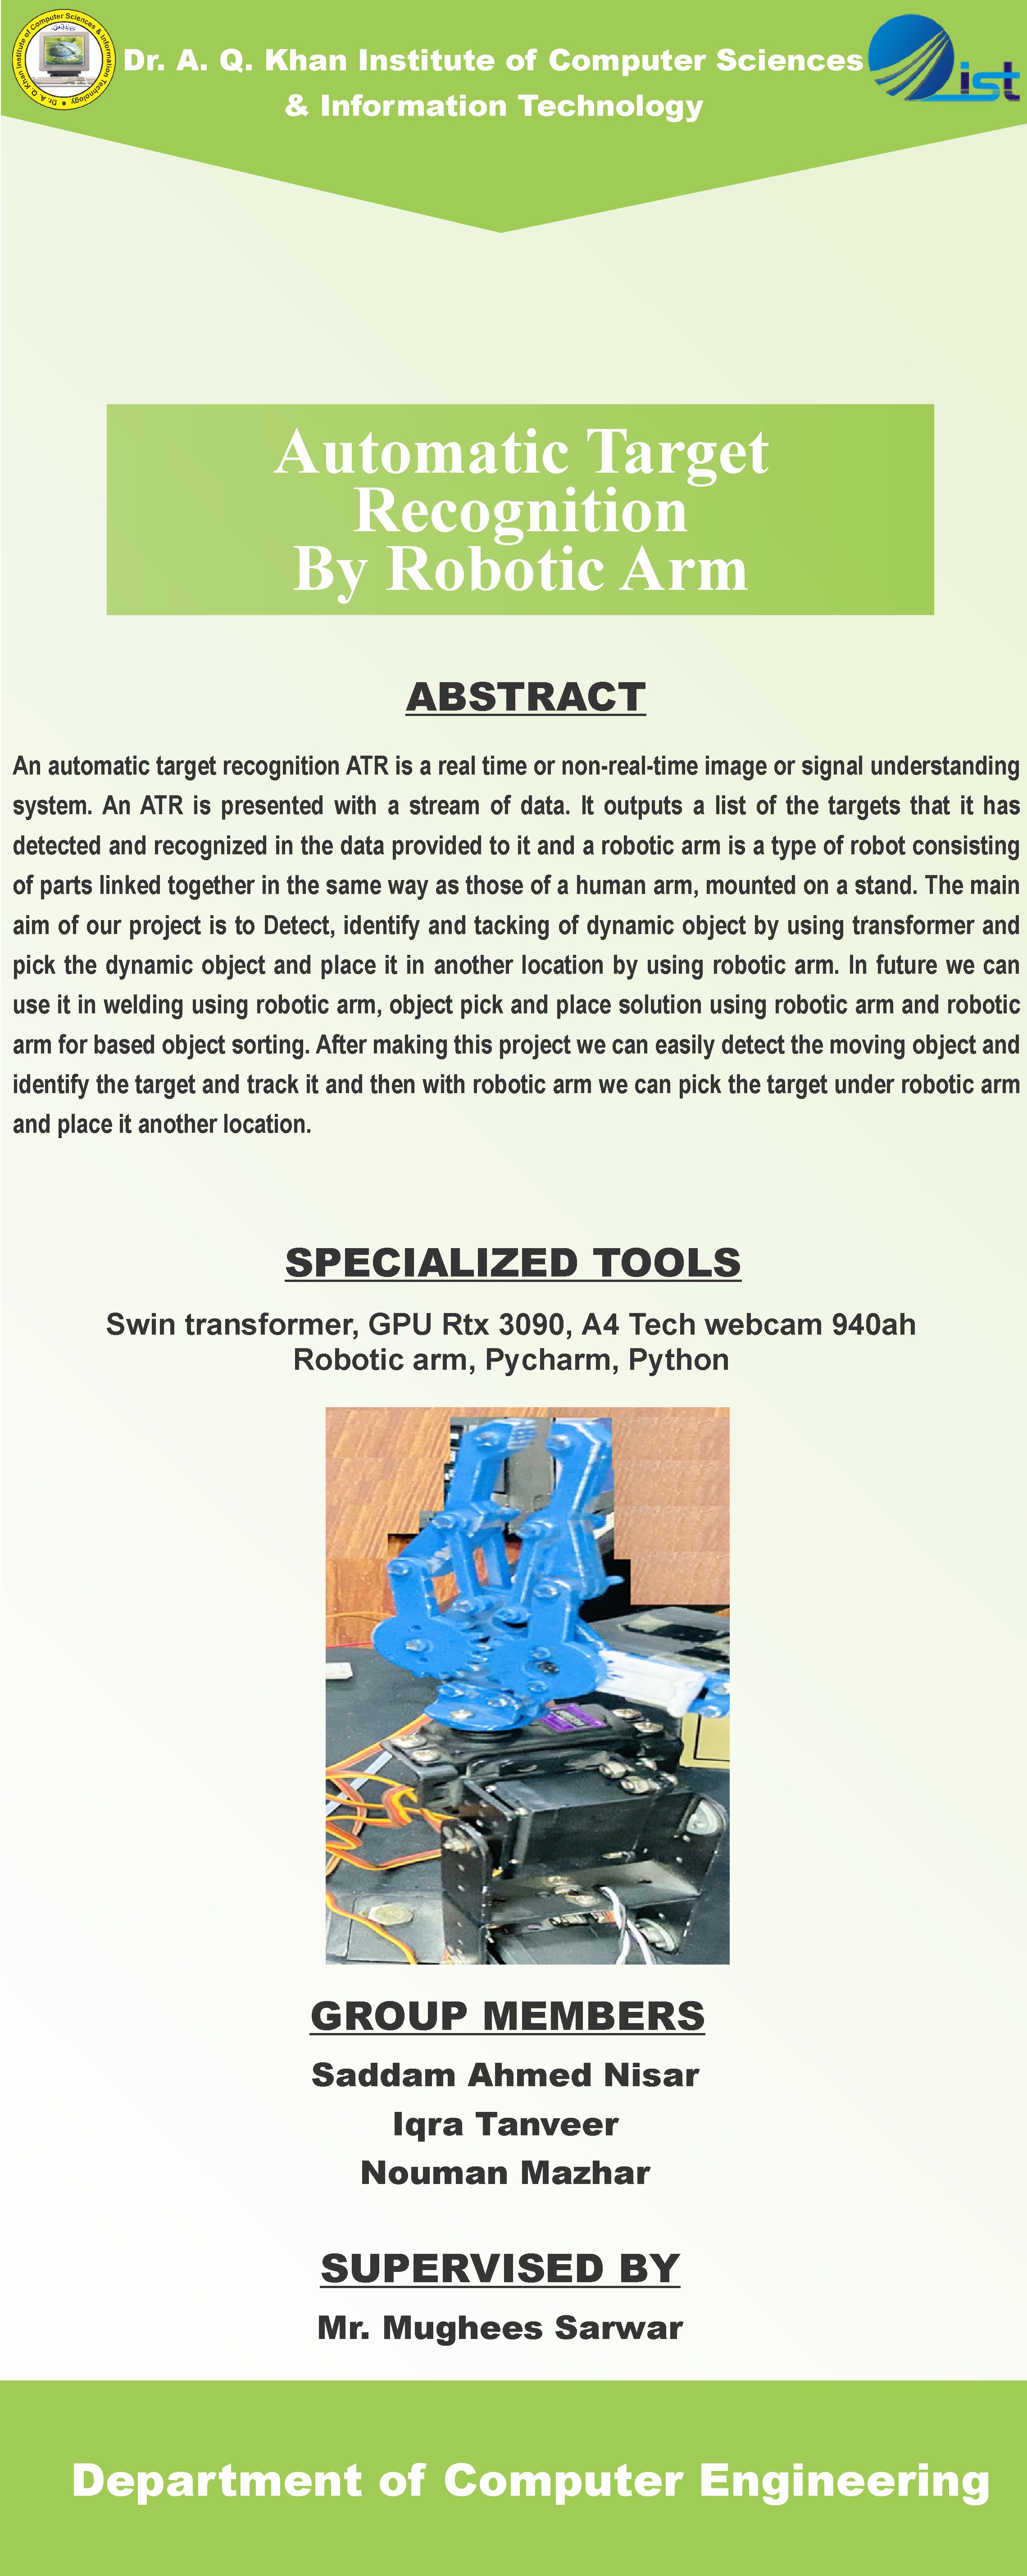 Dr. A. Q. Khan Institute of Computer Sciences & Information Technology
Dr. A. Q. Khan Institute of Computer Sciences
& Information Technology
ist
Automatic Target
Recognition
By Robotic Arm
ABSTRACT
An automatic target recognition ATR is a real time or non-real-time image or signal understanding
system. An ATR is presented with a stream of data. It outputs a list of the targets that it has
detected and recognized in the data provided to it and a robotic arm is a type of robot consisting
of parts linked together in the same way as those of a human arm, mounted on a stand. The main
aim of our project is to Detect, identify and tacking of dynamic object by using transformer and
pick the dynamic object and place it in another location by using robotic arm. In future we can
use it in welding using robotic arm, object pick and place solution using robotic arm and robotic
arm for based object sorting. After making this project we can easily detect the moving object and
identify the target and track it and then with robotic arm we can pick the target under robotic arm
and place it another location.
SPECIALIZED TOOLS
Swin transformer, GPU Rtx 3090, A4 Tech webcam 940ah
Robotic arm, Pycharm, Python
GROUP MEMBERS
Saddam Ahmed Nisar
Iqra Tanveer
Nouman Mazhar
SUPERVISED BY
Mr. Mughees Sarwar
Department of Computer Engineering